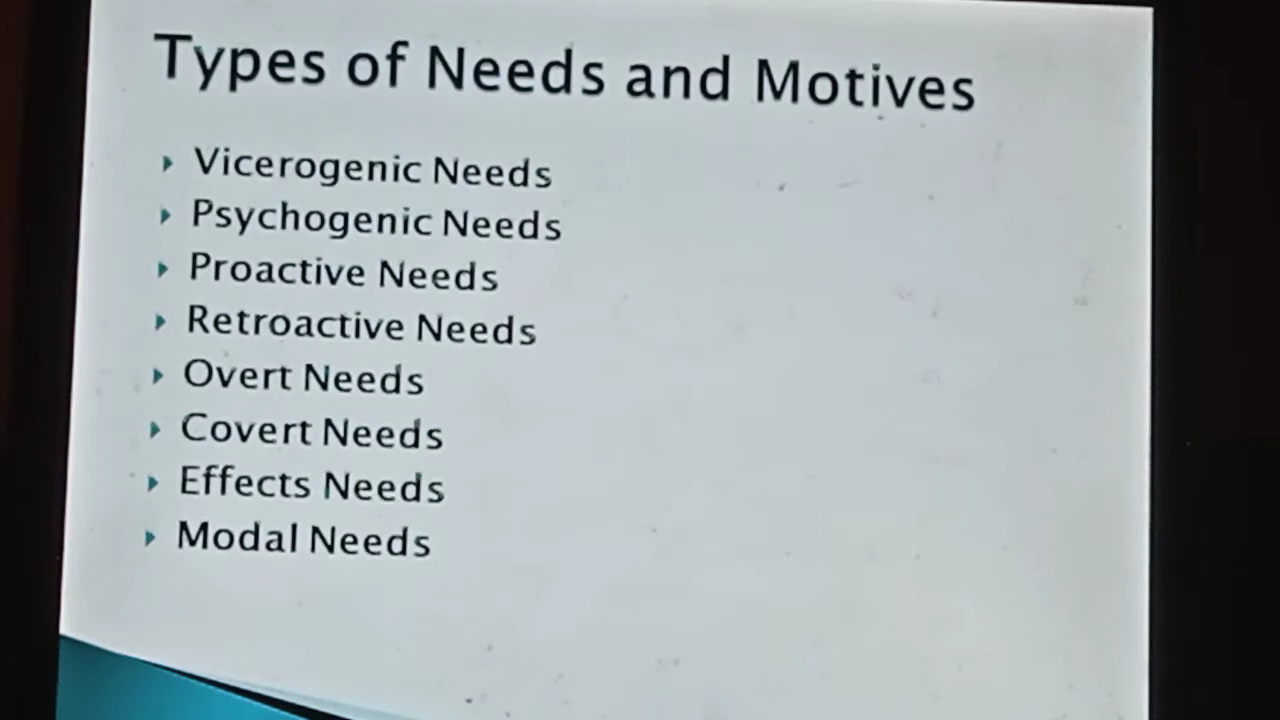 Types of Needs and Motives
Vicerogenic Needs
Psychogenic Needs
Proactive Needs
Retroactive Needs
Overt Needs
Covert Needs
Effects Needs
Modal Needs